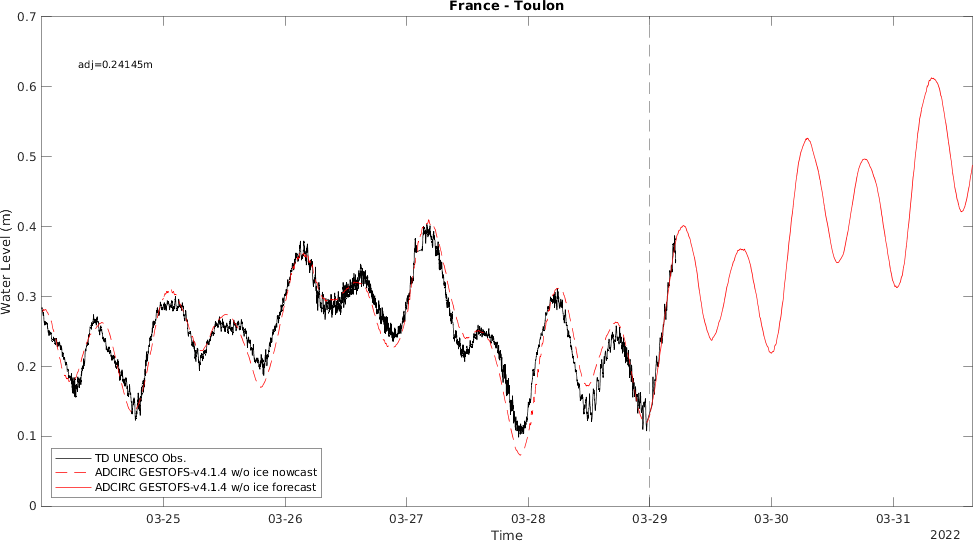 France - Toulon
0.7
adj=0.24145m
0.6
0.5
0.4
Water Level (m)
0.3
0.2
0.1
0
TD UNESCO Obs.
ADCIRC GESTOFS-v4.1.4 w/o ice nowcast
ADCIRC GESTOFS-v4.1.4 w/o ice forecast
03-25 03-26 03-27 03-28 03-29 03-30 03-31
Time
2022